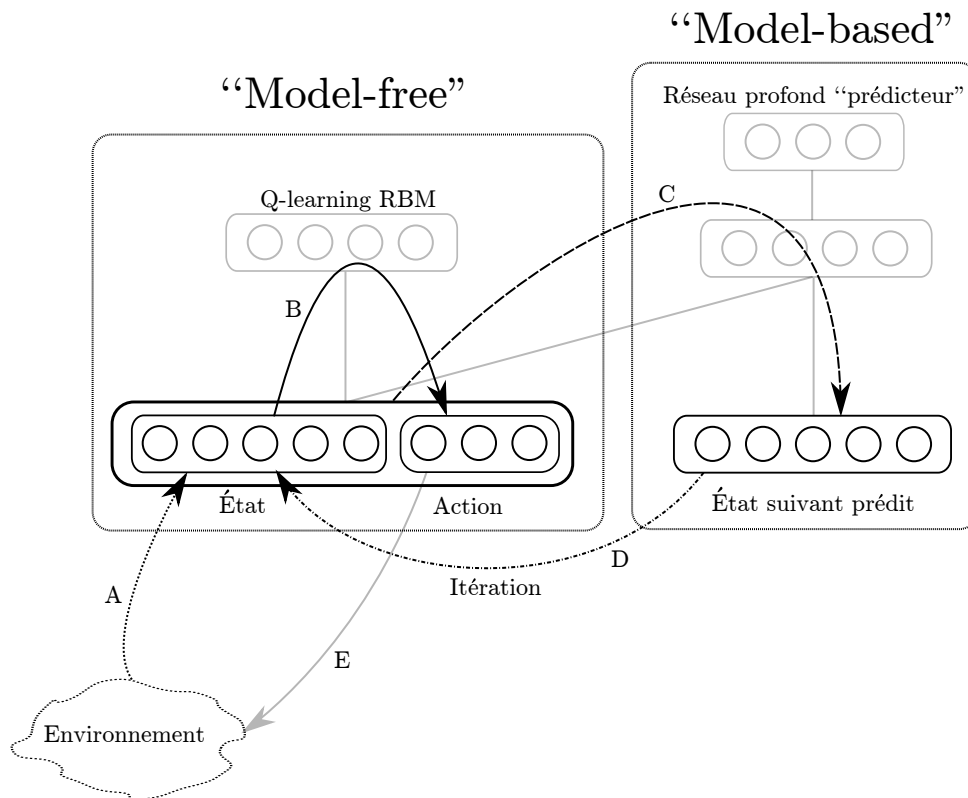 “Model-based”
“Model-free”
Réseau profond “prédicteur”
Q-learning RBM
C
B
État
Action
État suivant prédit
D
Itération
A
E
Environnement